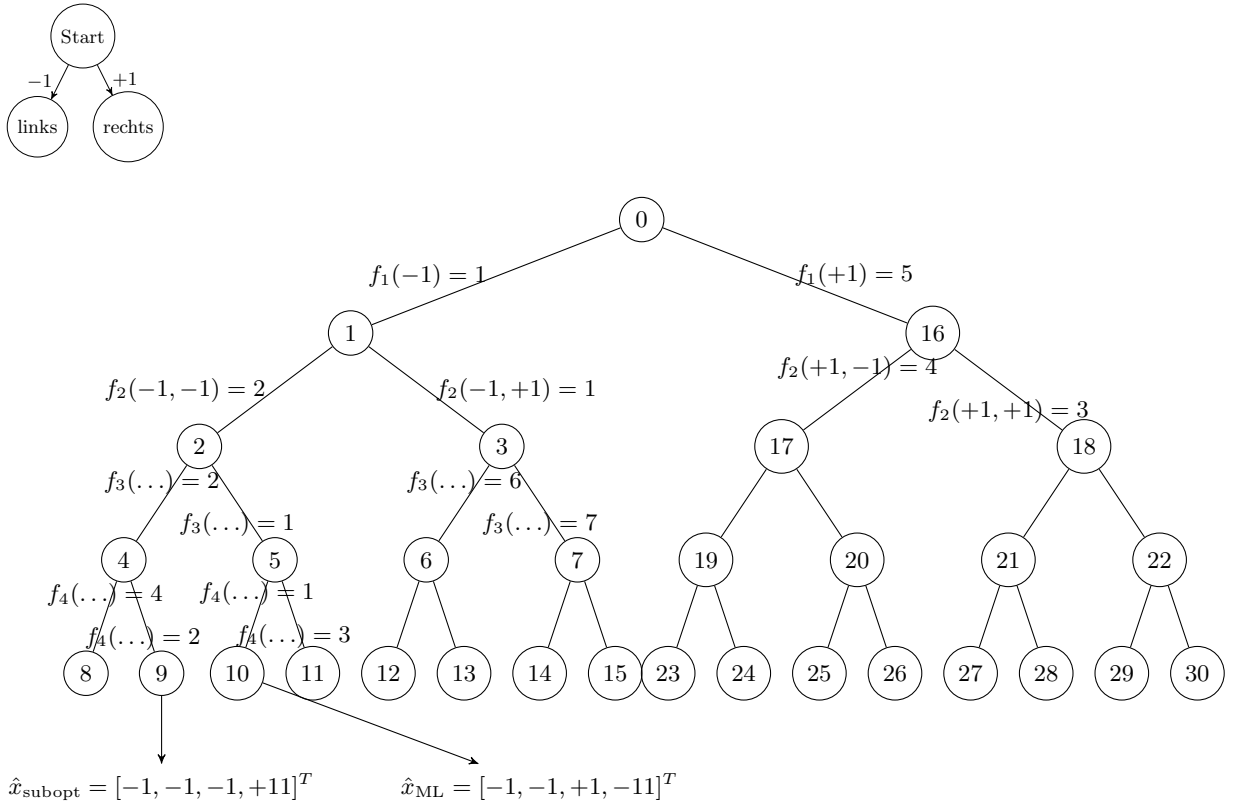 Start
−1 +1
links rechts
0
f₁(−1) = 1 f₁(+1) = 5
1 16
f₂(+1, −1) = 4
f₂(−1, −1) = 2 f₂(−1, +1) = 1
f₂(+1, +1) = 3
2 3 17 18
f₃(...) = 2 f₃(...) = 6
f₃(...) = 1 f₃(...) = 7
4 5 6 7 19 20 21 22
f₄(...) = 4 f₄(...) = 1
f₄(...) = 2 f₄(...) = 3
8 9 10 11 12 13 14 15 23 24 25 26 27 28 29 30
x̂subopt = [−1, −1, −1, +11]ᵀ x̂ML = [−1, −1, +1, −11]ᵀ